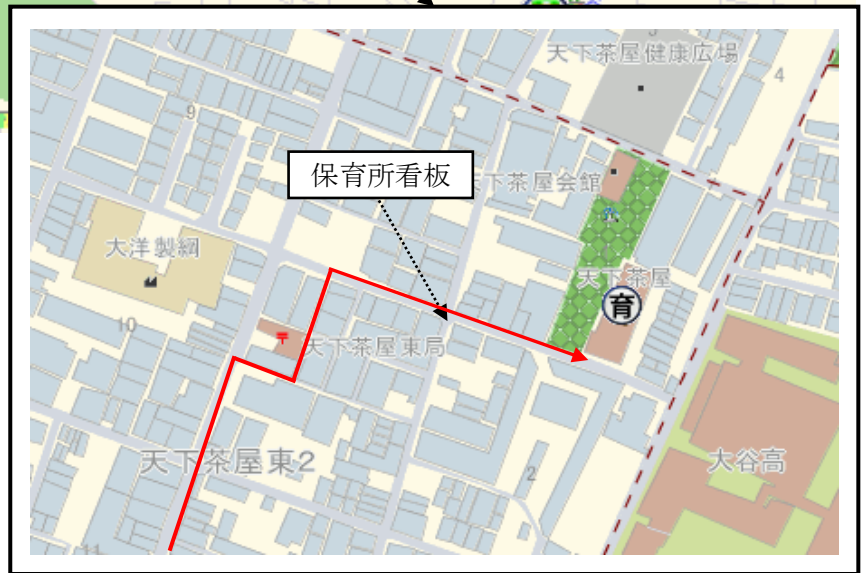 天下茶屋健康広場
4
9
保育所看板
天下茶屋会館
大洋製綱
天下茶屋
育
10
〒
天下茶屋東局
天下茶屋東2
2
大谷高
11